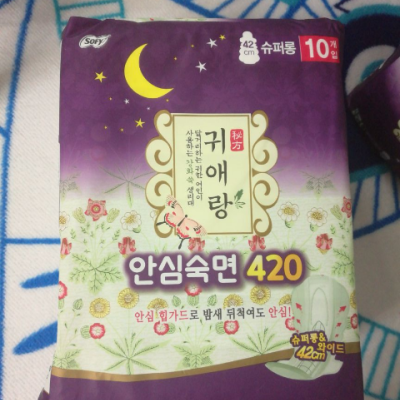 SOFY
42 cm
슈퍼롱
10개입
秘方
귀애랑
안심숙면 420
안심 힙가드로 밤새 뒤척여도 안심!
슈퍼롱&와이드
42cm